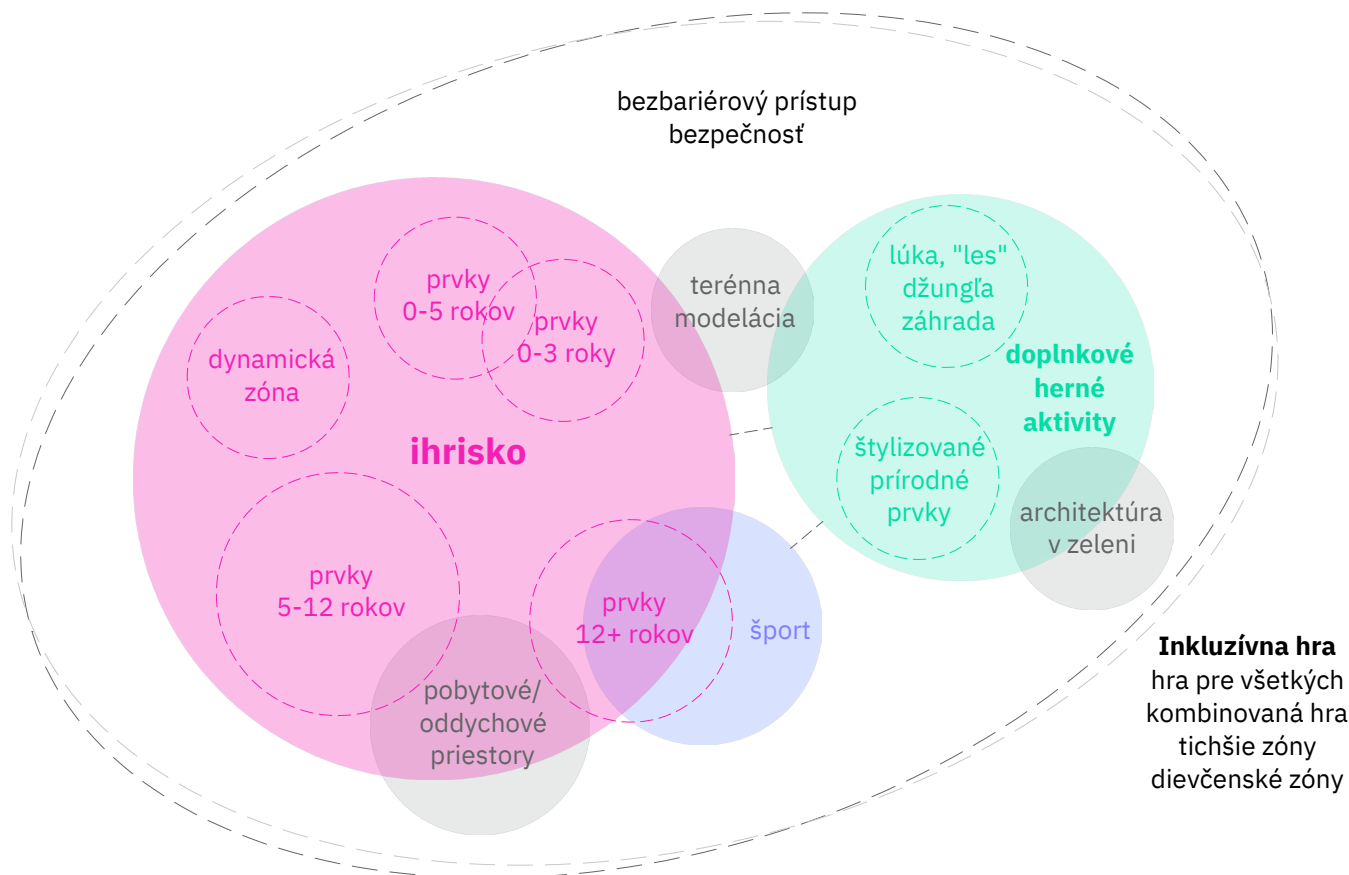 bezbariérový prístup
bezpečnosť
prvky
0-5 rokov
prvky
0-3 roky
dynamická
zóna
ihrisko
prvky
5-12 rokov
prvky
12+ rokov
šport
pobytové/
oddychové
priestory
terénna
modelácia
lúka, "les"
džungľa
záhrada
doplnkové
herné
aktivity
štylizované
prírodné
prvky
architektúra
v zeleni
Inkluzívna hra
hra pre všetkých
kombinovaná hra
tichšie zóny
dievčenské zóny